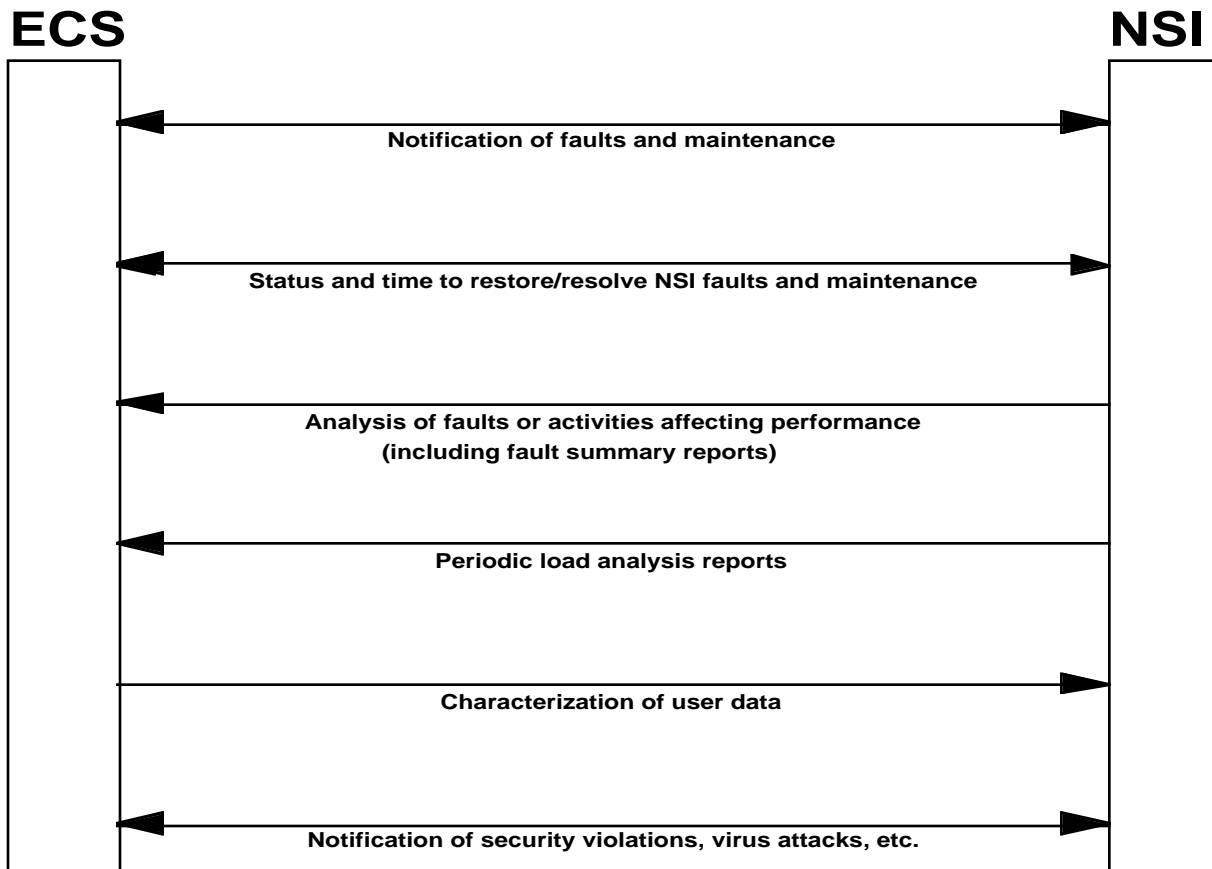 ECS
NSI
Notification of faults and maintenance
Status and time to restore/resolve NSI faults and maintenance
Analysis of faults or activities affecting performance
(including fault summary reports)
Periodic load analysis reports
Characterization of user data
Notification of security violations, virus attacks, etc.